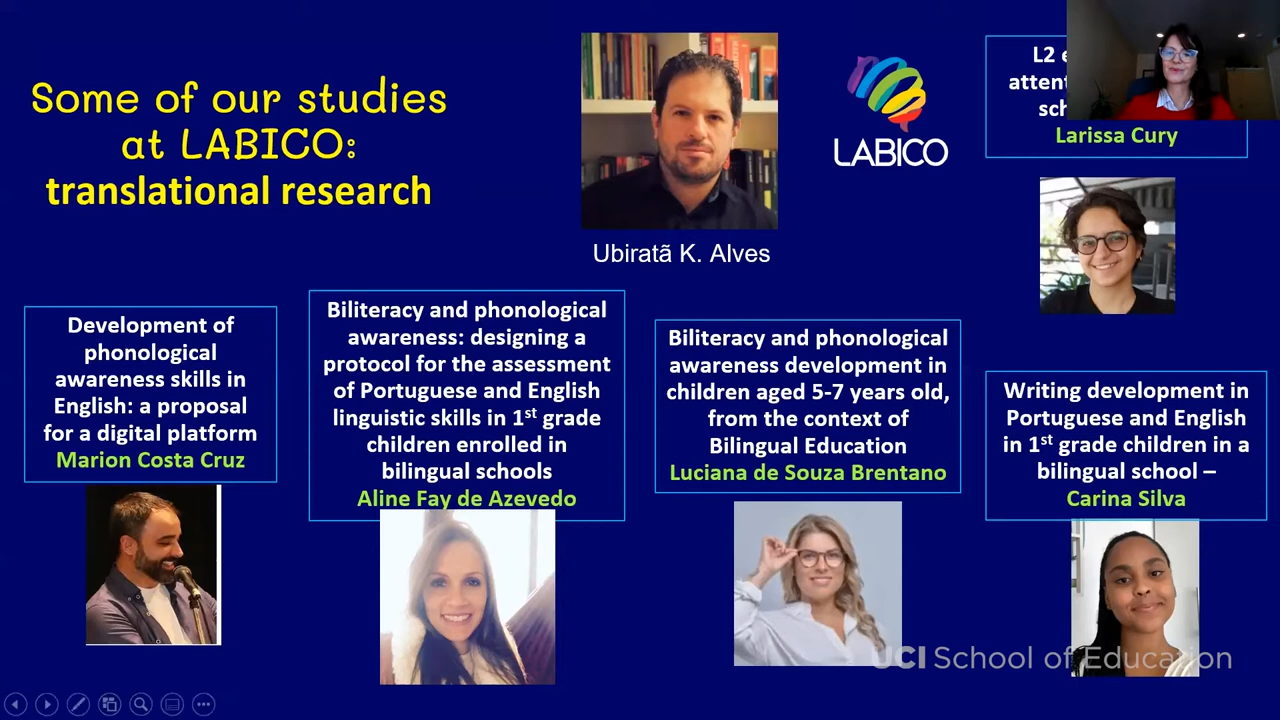 Some of our studies
at LABICO:
translational research
Ubiratã K. Alves
LABICO
L2
Larissa Cury
Development of
phonological
awareness skills in
English: a proposal
for a digital platform
Marion Costa Cruz
Biliteracy and phonological
awareness: designing a
protocol for the assessment
of Portuguese and English
linguistic skills in 1st grade
children enrolled in
bilingual schools
Aline Fay de Azevedo
Biliteracy and phonological
awareness development in
children aged 5-7 years old,
from the context of
Bilingual Education
Luciana de Souza Brentano
Writing development in
Portuguese and English
in 1st grade children in a
bilingual school –
Carina Silva
UCI School of Education